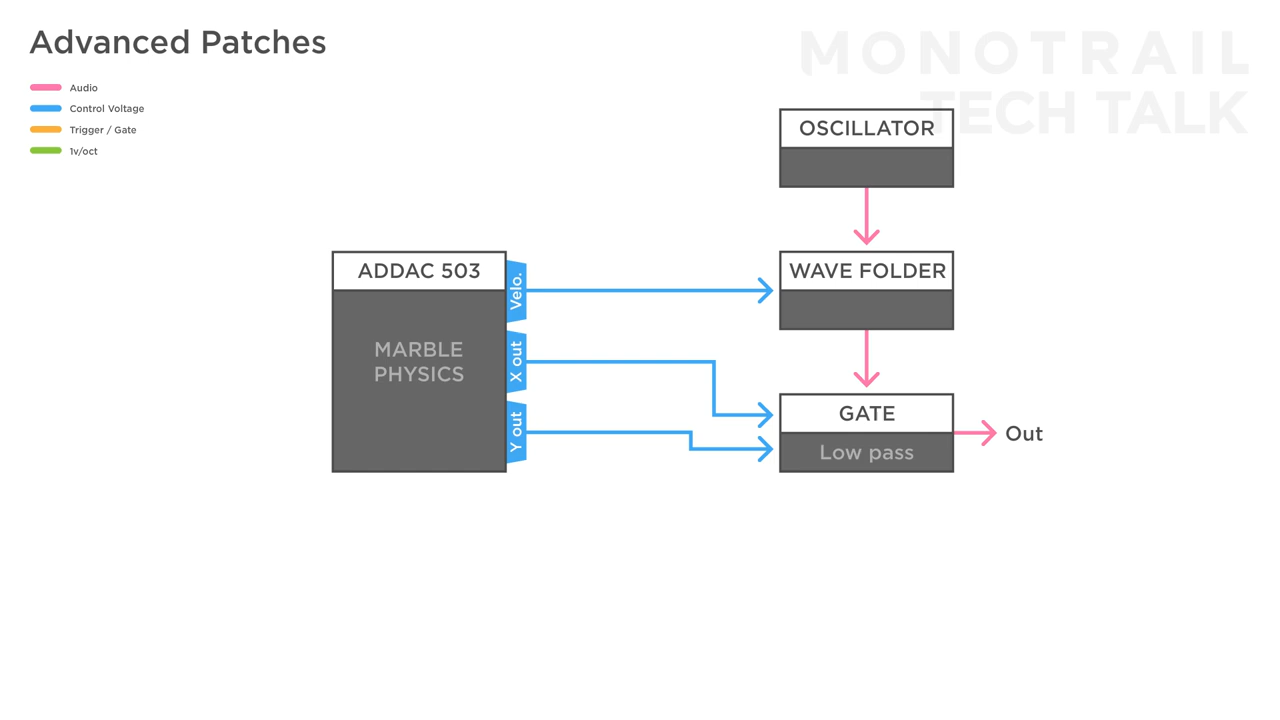 Advanced Patches
MONOTRAIL
TECH TALK
Audio
Control Voltage
Trigger / Gate
1v/oct
OSCILLATOR
ADDAC 503
Velo.
WAVE FOLDER
MARBLE
PHYSICS
X out
Y out
GATE
Low pass
Out